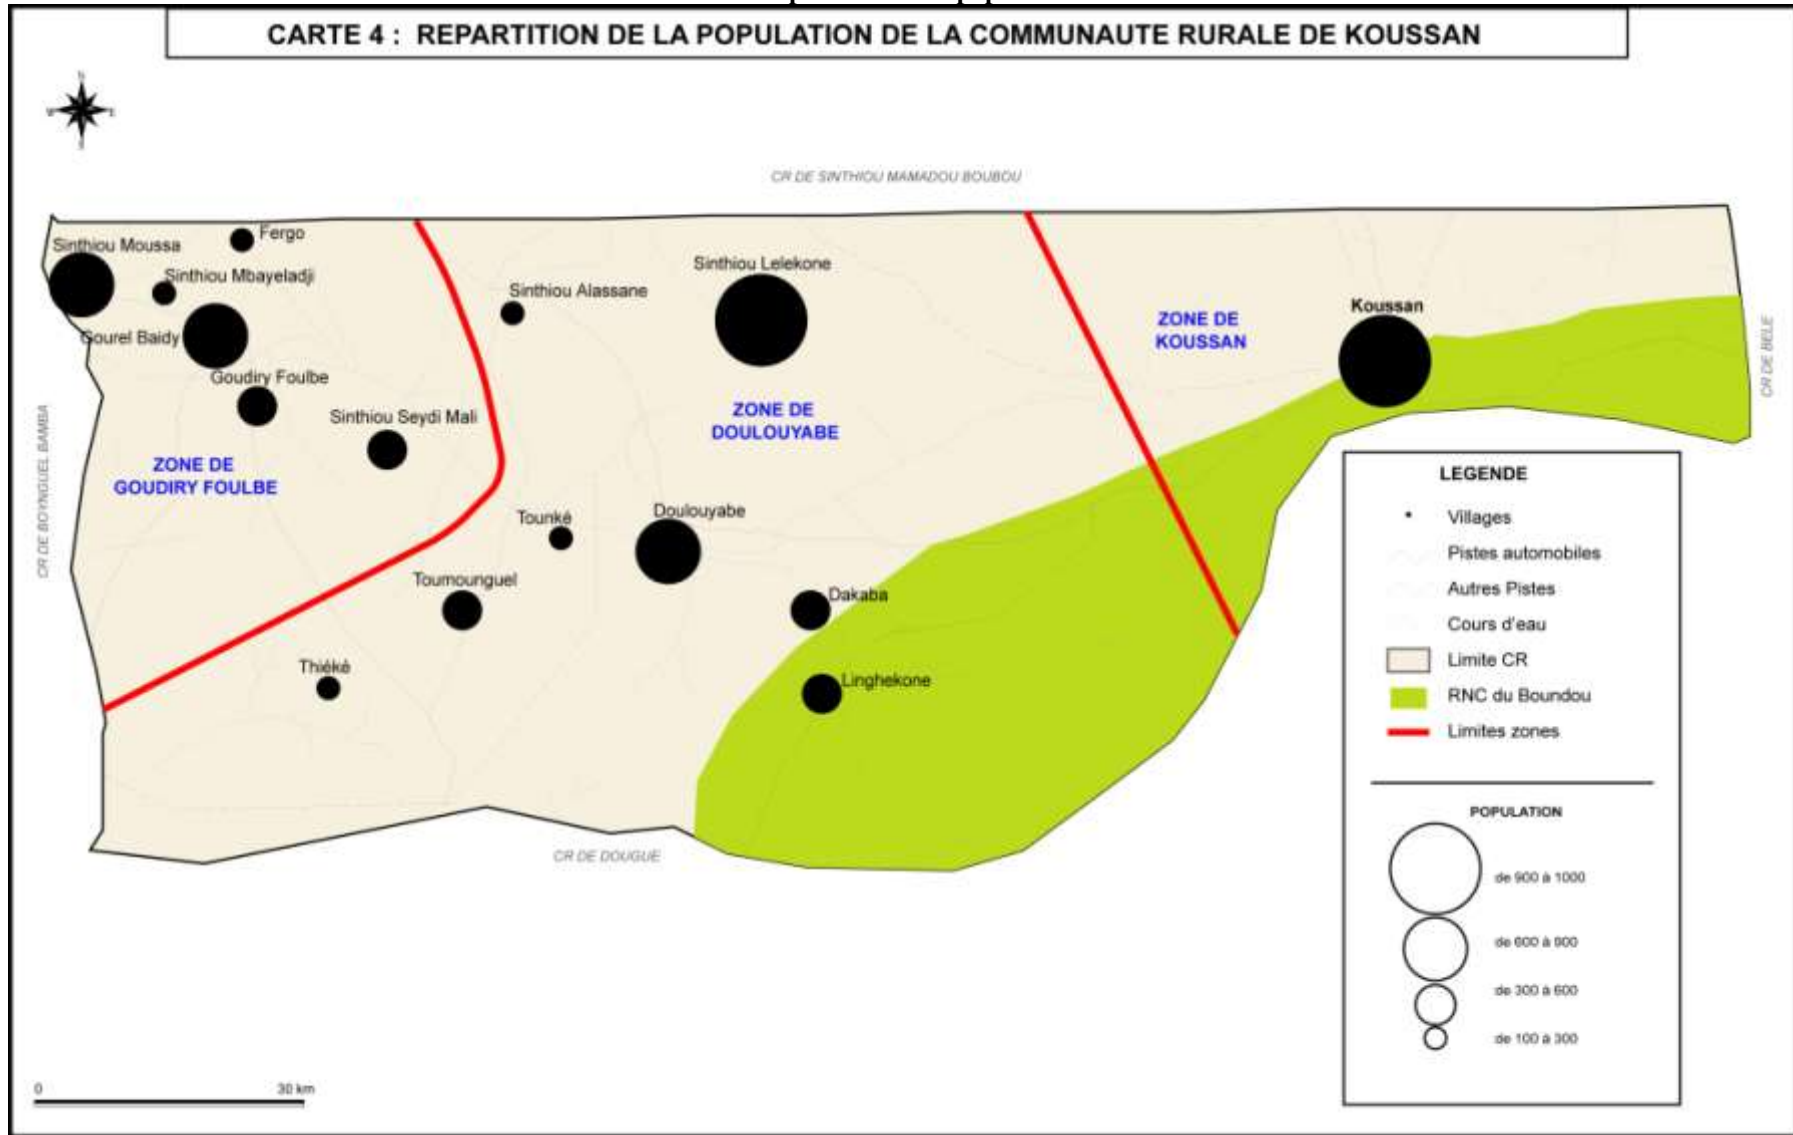 CARTE 4 : REPARTITION DE LA POPULATION DE LA COMMUNAUTE RURALE DE KOUSSAN
N
W
E
S
CR DE SINTHIOU MAMADOU BOUBOU
Fergo
Sinthiou Moussa
Sinthiou Mbayeladji
Gourel Baidy
Goudiry Foulbe
Sinthiou Seydi Mali
ZONE DE
GOUDIRY FOULBE
Sinthiou Alassane
Sinthiou Lelekone
ZONE DE
DOULOUYABE
ZONE DE
KOUSSAN
Koussan
CR DE BELE
CR DE BOYNGUEL BAMBA
Tounké
Doulouyabe
Toumounguel
Dakaba
Thiéké
Linghekone
CR DE DOUGUE
LEGENDE
Villages
Pistes automobiles
Autres Pistes
Cours d'eau
Limite CR
RNC du Boundou
Limites zones
POPULATION
de 900 à 1000
de 600 à 900
de 300 à 600
de 100 à 300
0
30 km